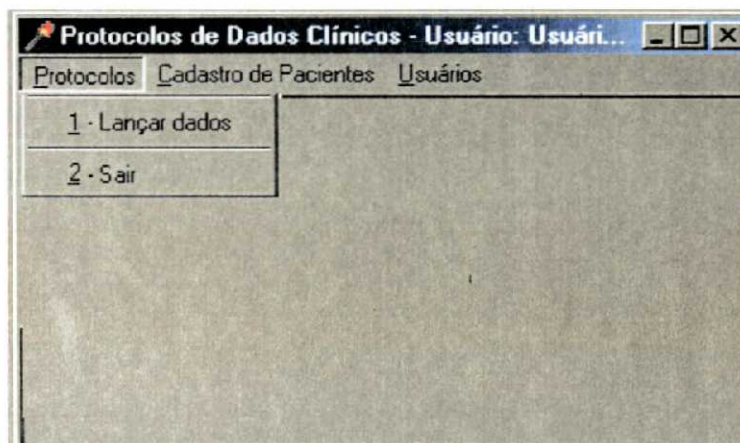 Protocolos de Dados Clínicos - Usuário: Usuári...
Protocolos Cadastro de Pacientes Usuários
1 - Lançar dados
2 - Sair